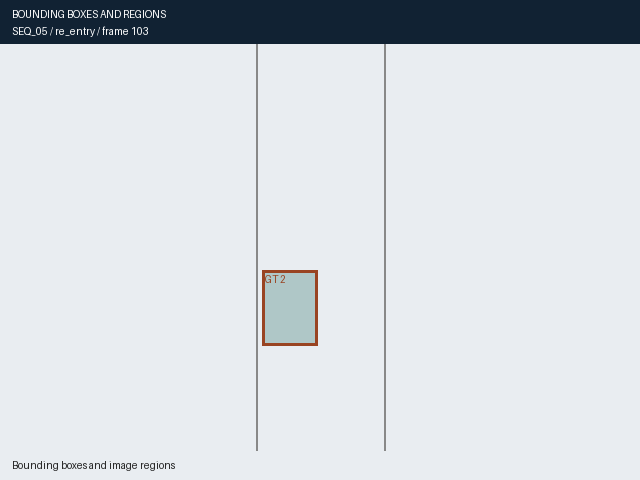 BOUNDING BOXES AND REGIONS
SEQ_05 / re_entry / frame 103
GT2
Bounding boxes and image regions